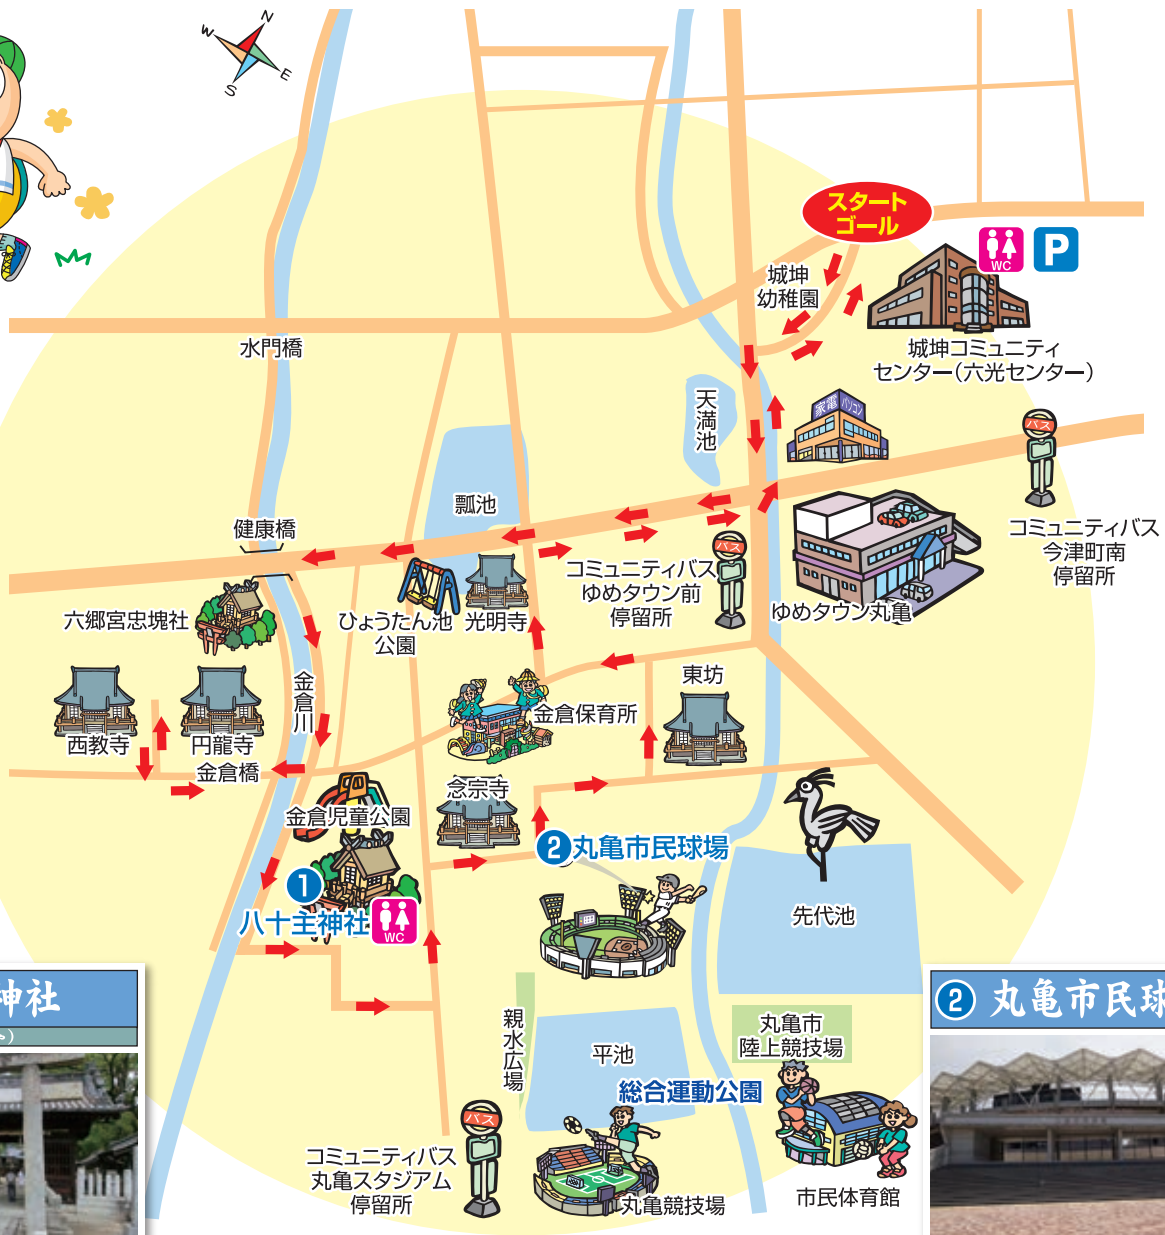 N
W
E
S
スタート
ゴール
WC
P
城坤
幼稚園
城坤コミュニティ
センター(六光センター)
水門橋
天満池
家電
パソコン
バス
コミュニティバス
今津町南
停留所
瓢池
健康橋
六郷宮忠塊社
ひょうたん池
公園
光明寺
コミュニティバス
ゆめタウン前
停留所
バス
ゆめタウン丸亀
金倉川
西教寺
円龍寺
金倉橋
金倉保育所
東坊
金倉児童公園
念宗寺
1
八十主神社
WC
2 丸亀市民球場
先代池
親水広場
平池
丸亀市
陸上競技場
総合運動公園
バス
コミュニティバス
丸亀スタジアム
停留所
丸亀競技場
市民体育館
神社
2 丸亀市民球